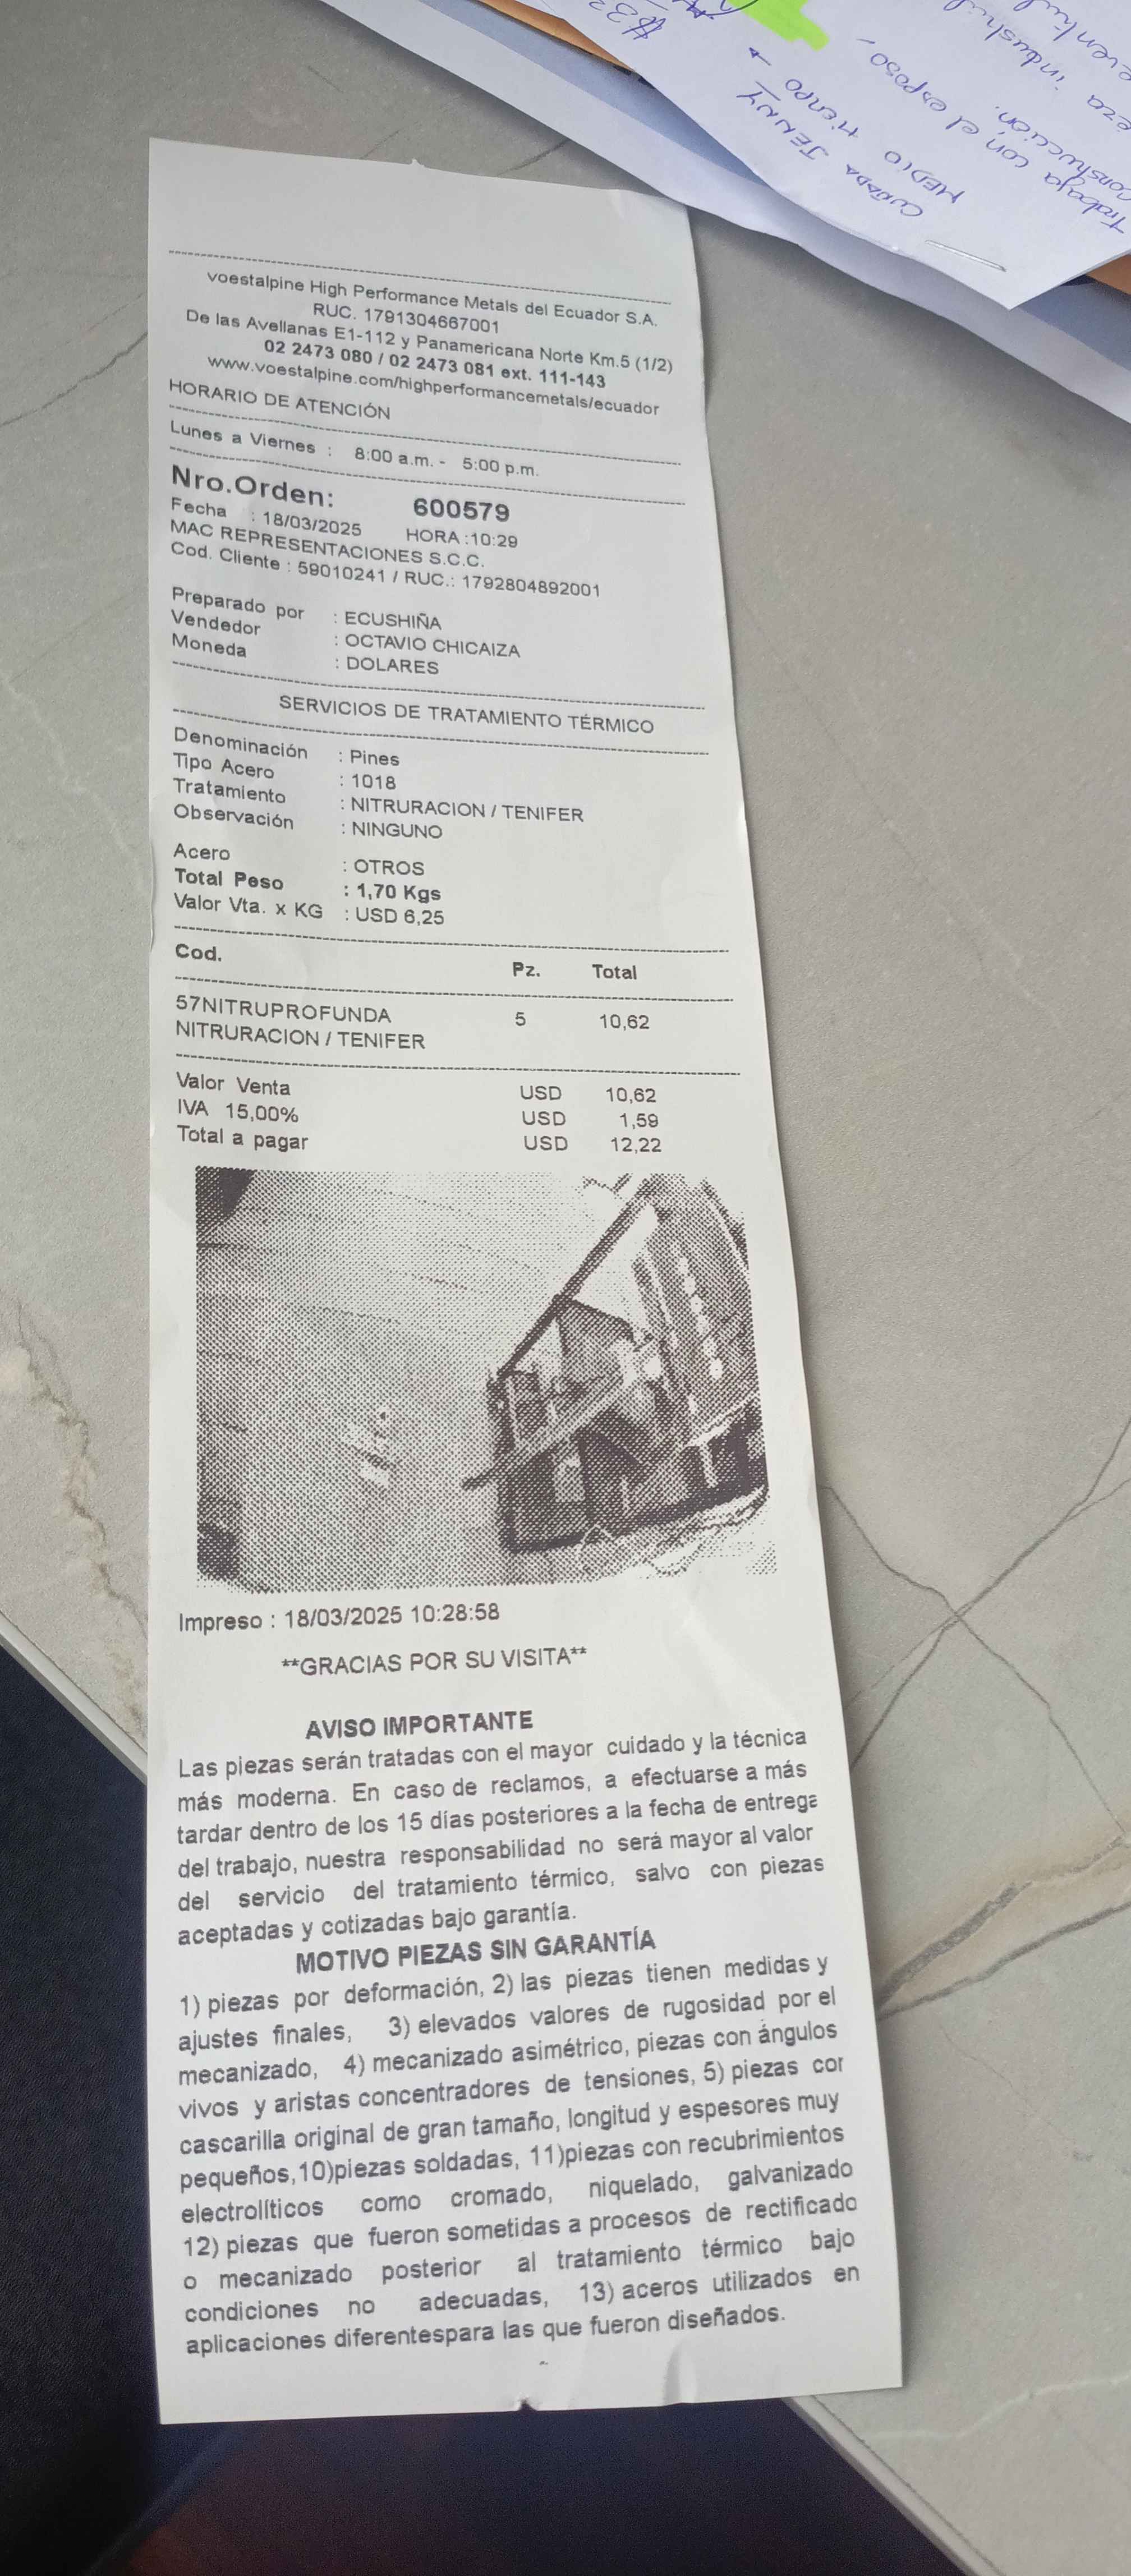 voestalpine High Performance Metals del Ecuador S.A.
RUC. 1791304667001
De las Avellanas E1-112 y Panamericana Norte Km.5 (1/2)
02 2473 080 / 02 2473 081 ext. 111-143
www.voestalpine.com/highperformancemetals/ecuador
HORARIO DE ATENCIÓN
Lunes a Viernes : 8:00 a.m. - 5:00 p.m.
Nro.Orden: 600579
Fecha : 18/03/2025 HORA :10:29
MAC REPRESENTACIONES S.C.C.
Cod. Cliente : 59010241 / RUC.: 1792804892001
Preparado por : ECUSHIÑA
Vendedor : OCTAVIO CHICAIZA
Moneda : DOLARES
SERVICIOS DE TRATAMIENTO TÉRMICO
Denominación : Pines
Tipo Acero : 1018
Tratamiento : NITRURACION / TENIFER
Observación : NINGUNO
Acero : OTROS
Total Peso : 1,70 Kgs
Valor Vta. x KG : USD 6,25
Cod. Pz. Total
57NITRUPROFUNDA 5 10,62
NITRURACION / TENIFER
Valor Venta USD 10,62
IVA 15,00% USD 1,59
Total a pagar USD 12,22
Impreso : 18/03/2025 10:28:58
**GRACIAS POR SU VISITA**
AVISO IMPORTANTE
Las piezas serán tratadas con el mayor cuidado y la técnica
más moderna. En caso de reclamos, a efectuarse a más
tardar dentro de los 15 días posteriores a la fecha de entrega
del trabajo, nuestra responsabilidad no será mayor al valor
del servicio del tratamiento térmico, salvo con piezas
aceptadas y cotizadas bajo garantía.
MOTIVO PIEZAS SIN GARANTÍA
1) piezas por deformación, 2) las piezas tienen medidas y
ajustes finales, 3) elevados valores de rugosidad por el
mecanizado, 4) mecanizado asimétrico, piezas con ángulos
vivos y aristas concentradores de tensiones, 5) piezas con
cascarilla original de gran tamaño, longitud y espesores muy
pequeños,10)piezas soldadas, 11)piezas con recubrimientos
electrolíticos como cromado, niquelado, galvanizado
12) piezas que fueron sometidas a procesos de rectificado
o mecanizado posterior al tratamiento térmico bajo
condiciones no adecuadas, 13) aceros utilizados en
aplicaciones diferentespara las que fueron diseñados.
CUÑADA JENNY
MEDIO TIEMPO
Trabaja con el esposo,
construcción.